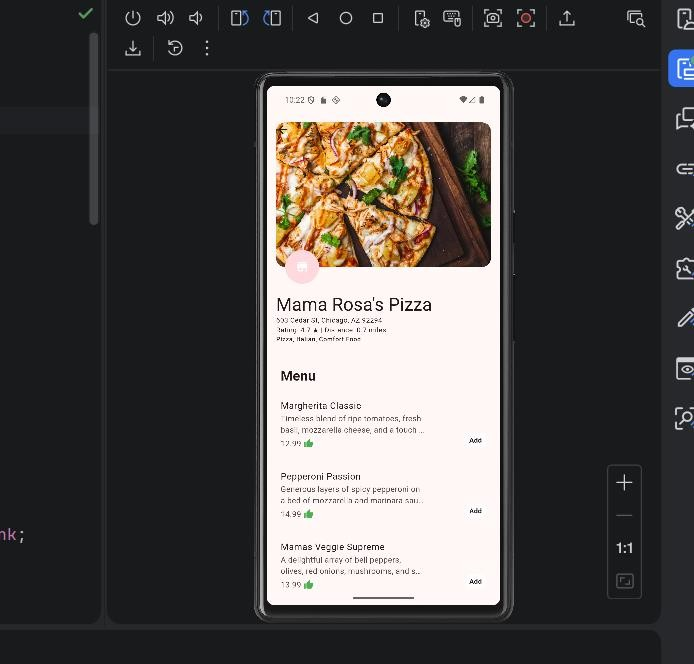 10:22
Mama Rosa's Pizza
603 Cedar St, Chicago, AZ 92294
Rating: 4.7 ★ | Distance: 0.7 miles
Pizza, Italian, Comfort Food
Menu
Margherita Classic
Timeless blend of ripe tomatoes, fresh
basil, mozzarella cheese, and a touch ...
12.99
Add
Pepperoni Passion
Generous layers of spicy pepperoni on
a bed of mozzarella and marinara sau...
14.99
Add
Mamas Veggie Supreme
A delightful array of bell peppers,
olives, red onions, mushrooms, and s...
13.99
Add
nk;
1:1